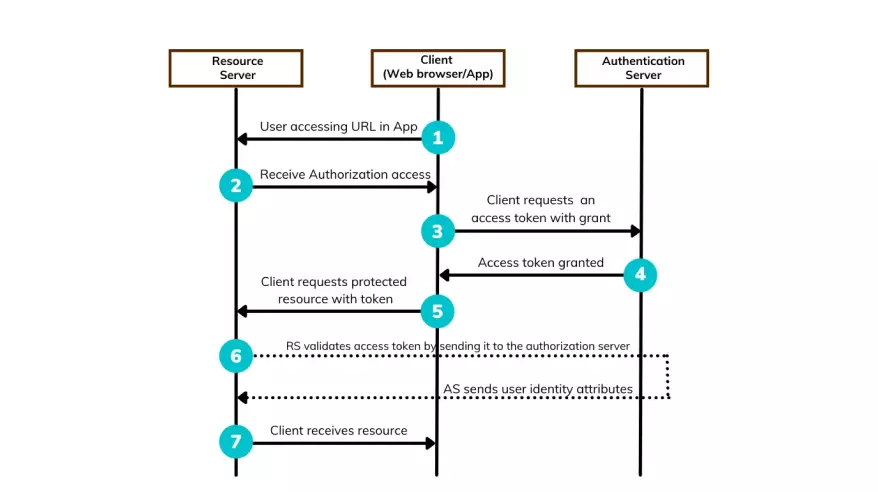 Resource
Server
Client
(Web browser/App)
Authentication
Server
User accessing URL in App
1
2
Receive Authorization access
Client requests an
access token with grant
3
Access token granted
4
Client requests protected
resource with token
5
6
RS validates access token by sending it to the authorization server
AS sends user identity attributes
7
Client receives resource